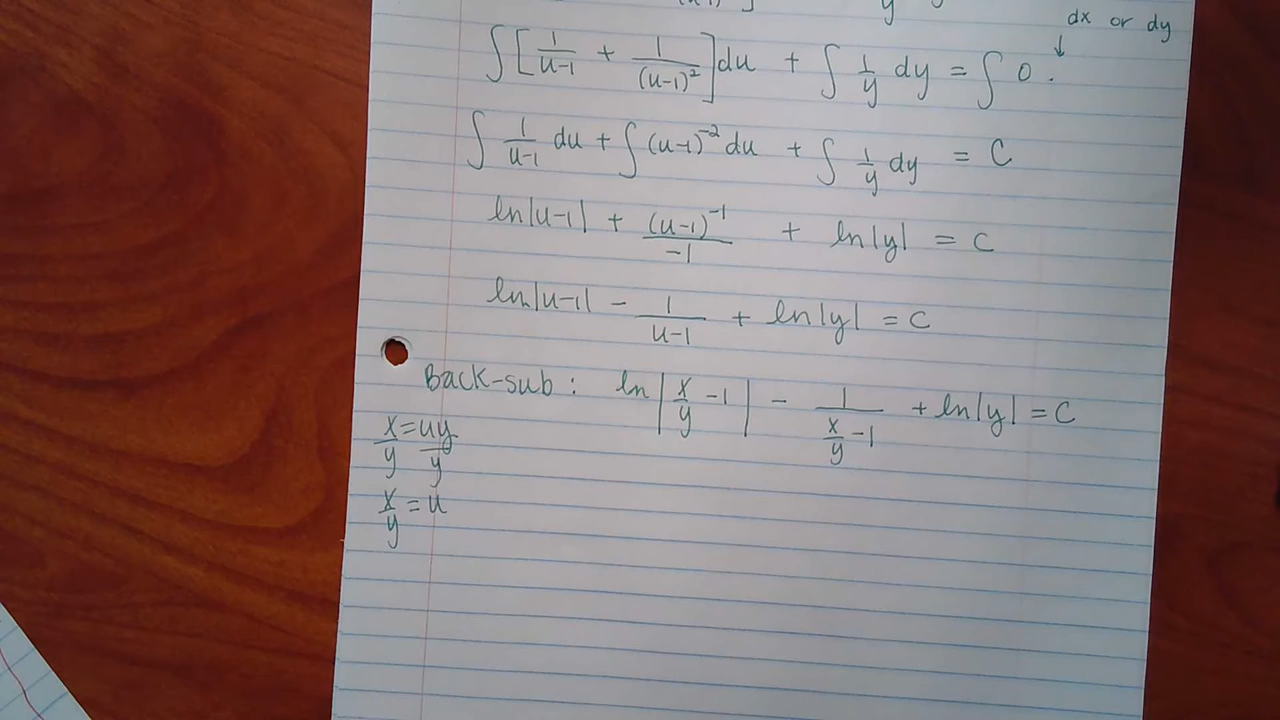 dx or dy
↓
∫ [ 1/(u-1) + 1/(u-1)² ] du + ∫ 1/y dy = ∫ 0 .
∫ 1/(u-1) du + ∫ (u-1)⁻² du + ∫ 1/y dy = C
ln|u-1| + (u-1)⁻¹/-1 + ln|y| = C
ln|u-1| - 1/(u-1) + ln|y| = C
Back-sub: ln| x/y - 1 | - 1/(x/y - 1) + ln|y| = C
x/y = uy/y
x/y = u